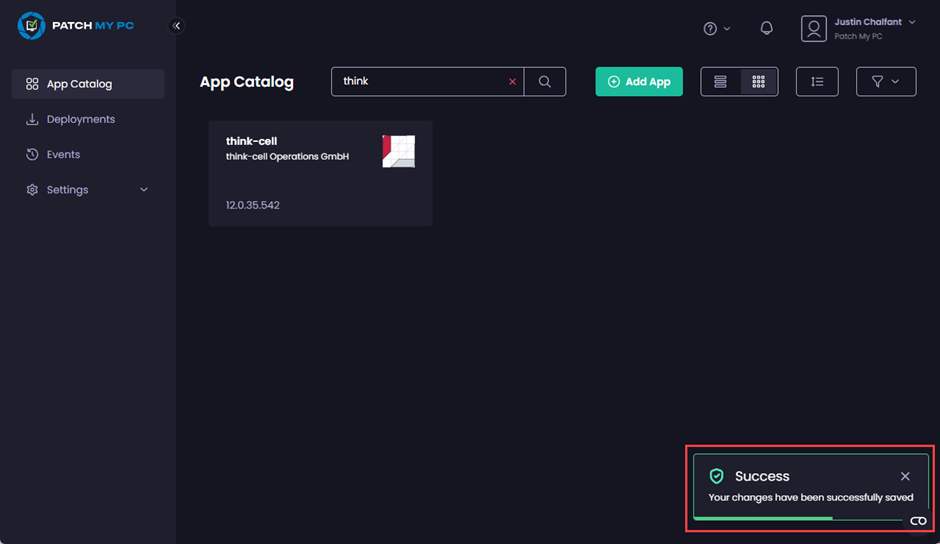 PATCH MY PC
Justin Chalfant
Patch My PC
App Catalog
Deployments
Events
Settings
App Catalog
think
Add App
think-cell
think-cell Operations GmbH
12.0.35.542
Success
Your changes have been successfully saved